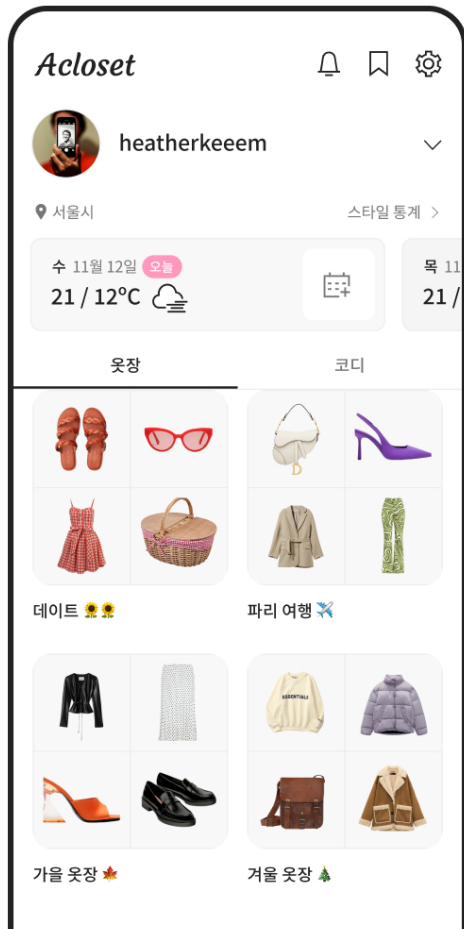 Acloset
heatherkeeem
서울시
스타일 통계 >
수 11월 12일 오늘
21 / 12°C
목 11
21 /
옷장
코디
D
데이트 🌻🌻
파리 여행 ✈️
ESSENTIALS
가을 옷장 🍁
겨울 옷장 🎄